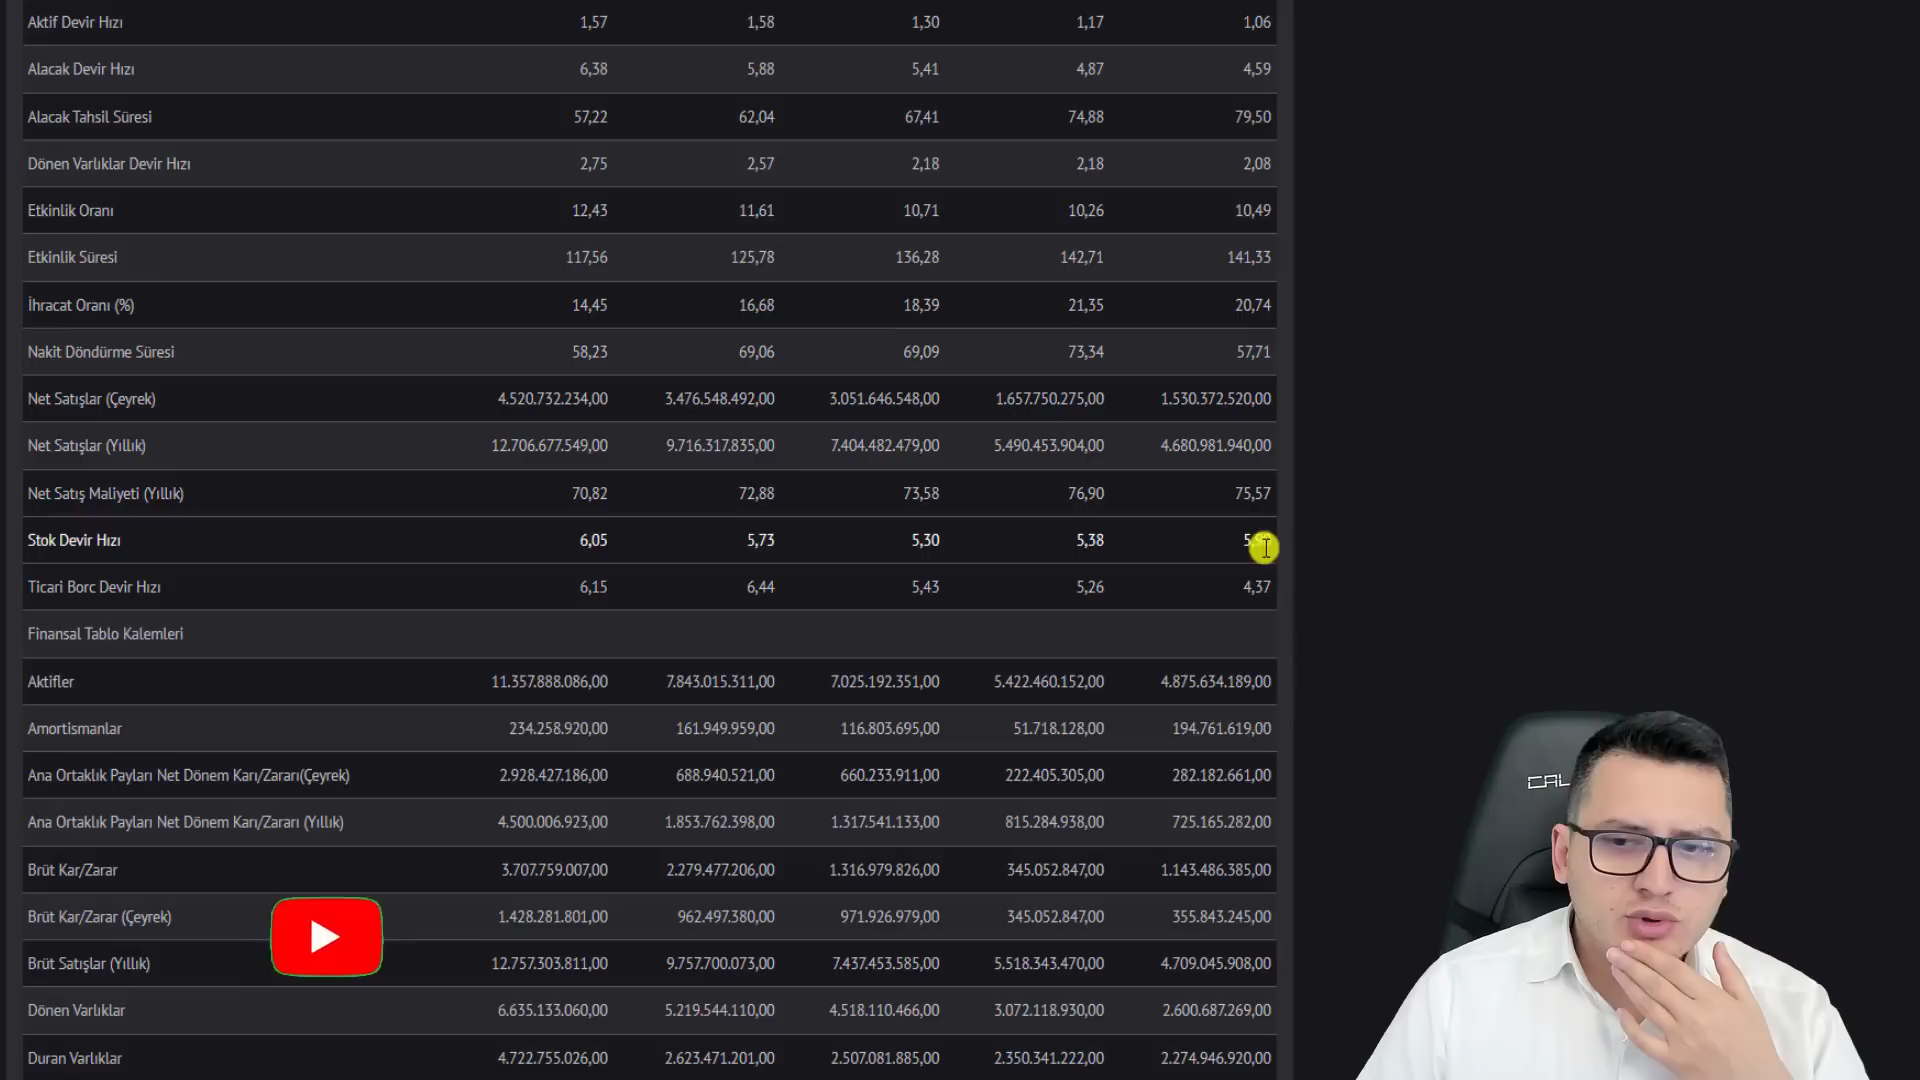 Aktif Devir Hızı 1,57 1,58 1,30 1,17 1,06
Alacak Devir Hızı 6,38 5,88 5,41 4,87 4,59
Alacak Tahsil Süresi 57,22 62,04 67,41 74,88 79,50
Dönen Varlıklar Devir Hızı 2,75 2,57 2,18 2,18 2,08
Etkinlik Oranı 12,43 11,61 10,71 10,26 10,49
Etkinlik Süresi 117,56 125,78 136,28 142,71 141,33
İhracat Oranı (%) 14,45 16,68 18,39 21,35 20,74
Nakit Döndürme Süresi 58,23 69,06 69,09 73,34 57,71
Net Satışlar (Çeyrek) 4.520.732.234,00 3.476.548.492,00 3.051.646.548,00 1.657.750.275,00 1.530.372.520,00
Net Satışlar (Yıllık) 12.706.677.549,00 9.716.317.835,00 7.404.482.479,00 5.490.453.904,00 4.680.981.940,00
Net Satış Maliyeti (Yıllık) 70,82 72,88 73,58 76,90 75,57
Stok Devir Hızı 6,05 5,73 5,30 5,38
Ticari Borc Devir Hızı 6,15 6,44 5,43 5,26 4,37
Finansal Tablo Kalemleri
Aktifler 11.357.888.086,00 7.843.015.311,00 7.025.192.351,00 5.422.460.152,00 4.875.634.189,00
Amortismanlar 234.258.920,00 161.949.959,00 116.803.695,00 51.718.128,00 194.761.619,00
Ana Ortaklık Payları Net Dönem Karı/Zararı(Çeyrek) 2.928.427.186,00 688.940.521,00 660.233.911,00 222.405.305,00 282.182.661,00
Ana Ortaklık Payları Net Dönem Karı/Zararı (Yıllık) 4.500.006.923,00 1.853.762.398,00 1.317.541.133,00 815.284.938,00 725.165.282,00
Brüt Kar/Zarar 3.707.759.007,00 2.279.477.206,00 1.316.979.826,00 345.052.847,00 1.143.486.385,00
Brüt Kar/Zarar (Çeyrek) 1.428.281.801,00 962.497.380,00 971.926.979,00 345.052.847,00 355.843.245,00
Brüt Satışlar (Yıllık) 12.757.303.811,00 9.757.700.073,00 7.437.453.585,00 5.518.343.470,00 4.709.045.908,00
Dönen Varlıklar 6.635.133.060,00 5.219.544.110,00 4.518.110.466,00 3.072.118.930,00 2.600.687.269,00
Duran Varlıklar 4.722.755.026,00 2.623.471.201,00 2.507.081.885,00 2.350.341.222,00 2.274.946.920,00
CAL